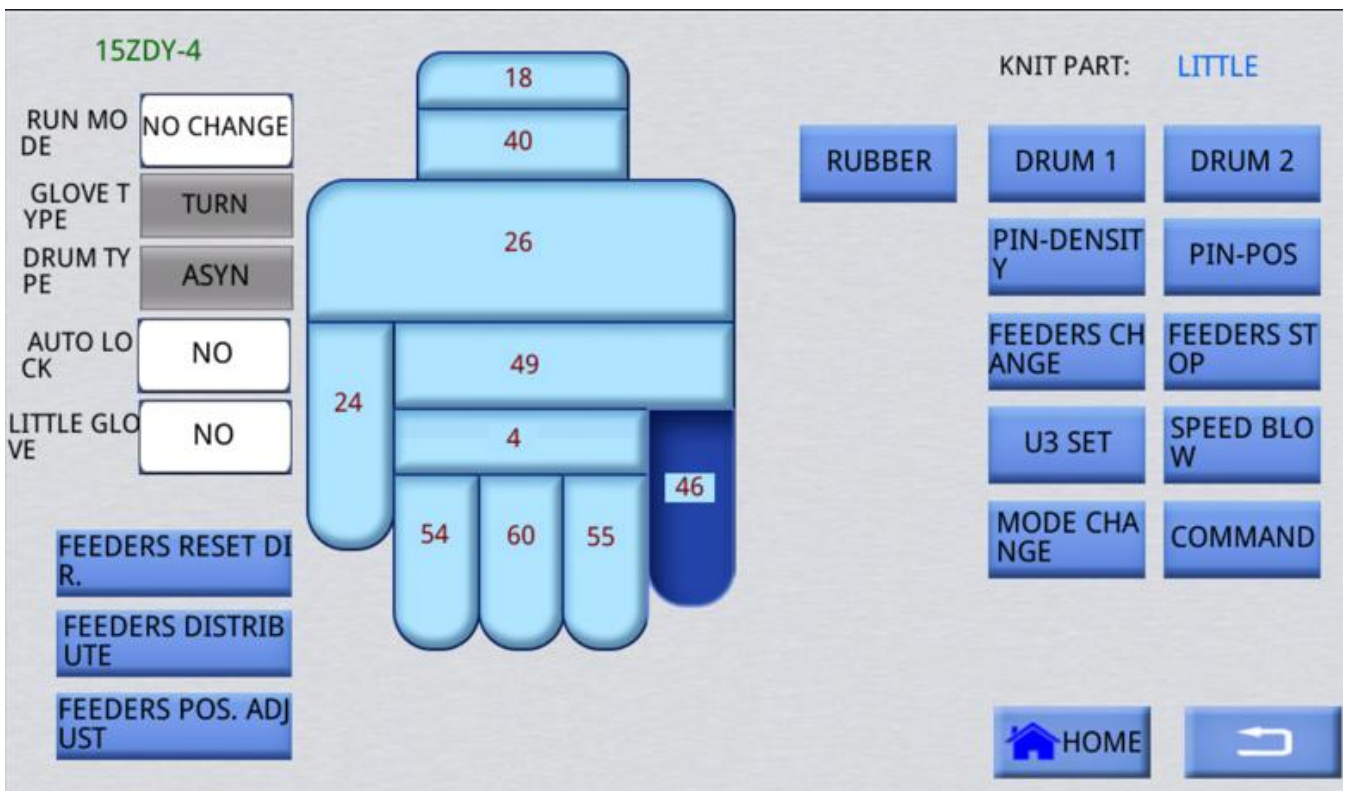 15ZDY-4
KNIT PART: LITTLE
RUN MO
DE
NO CHANGE
GLOVE T
YPE
TURN
DRUM TY
PE
ASYN
AUTO LO
CK
NO
LITTLE GLO
VE
NO
FEEDERS RESET DI
R.
FEEDERS DISTRIB
UTE
FEEDERS POS. ADJ
UST
18
40
26
49
24
4
46
54 60 55
RUBBER
DRUM 1
DRUM 2
PIN-DENSIT
Y
PIN-POS
FEEDERS CH
ANGE
FEEDERS ST
OP
U3 SET
SPEED BLO
W
MODE CHA
NGE
COMMAND
HOME